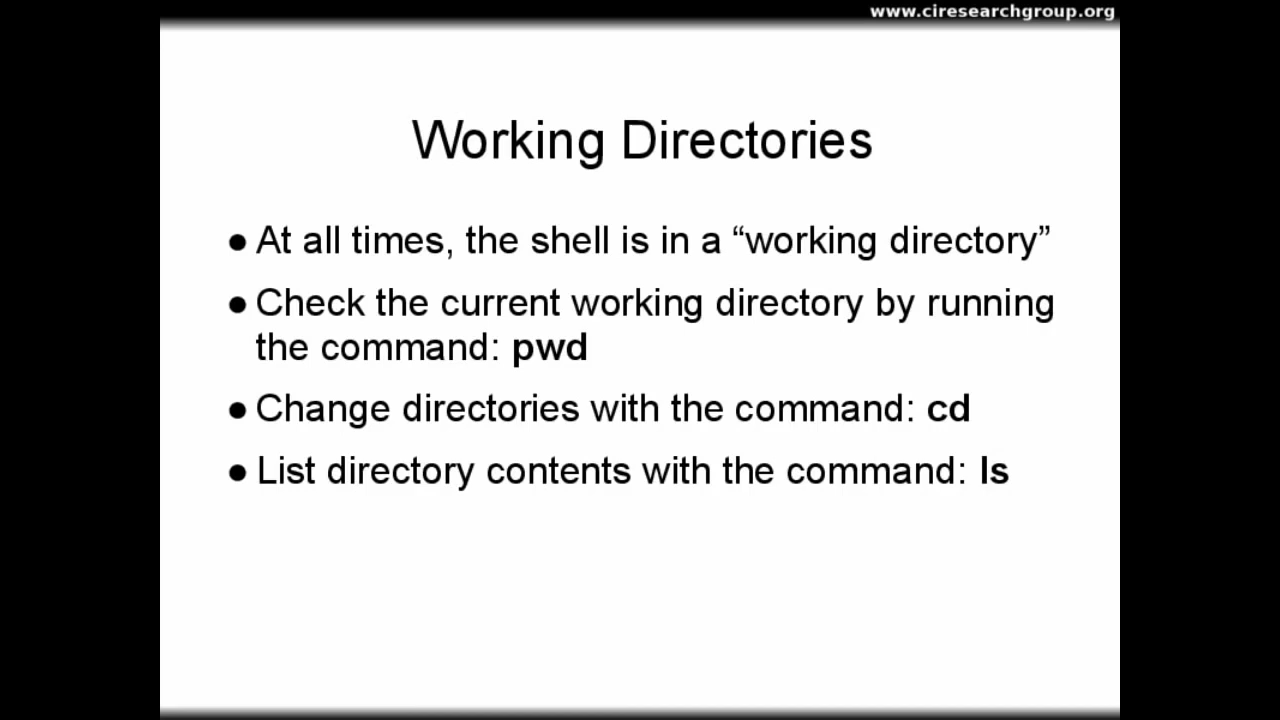 www.ciresearchgroup.org
Working Directories
● At all times, the shell is in a “working directory”
● Check the current working directory by running
the command: pwd
● Change directories with the command: cd
● List directory contents with the command: ls